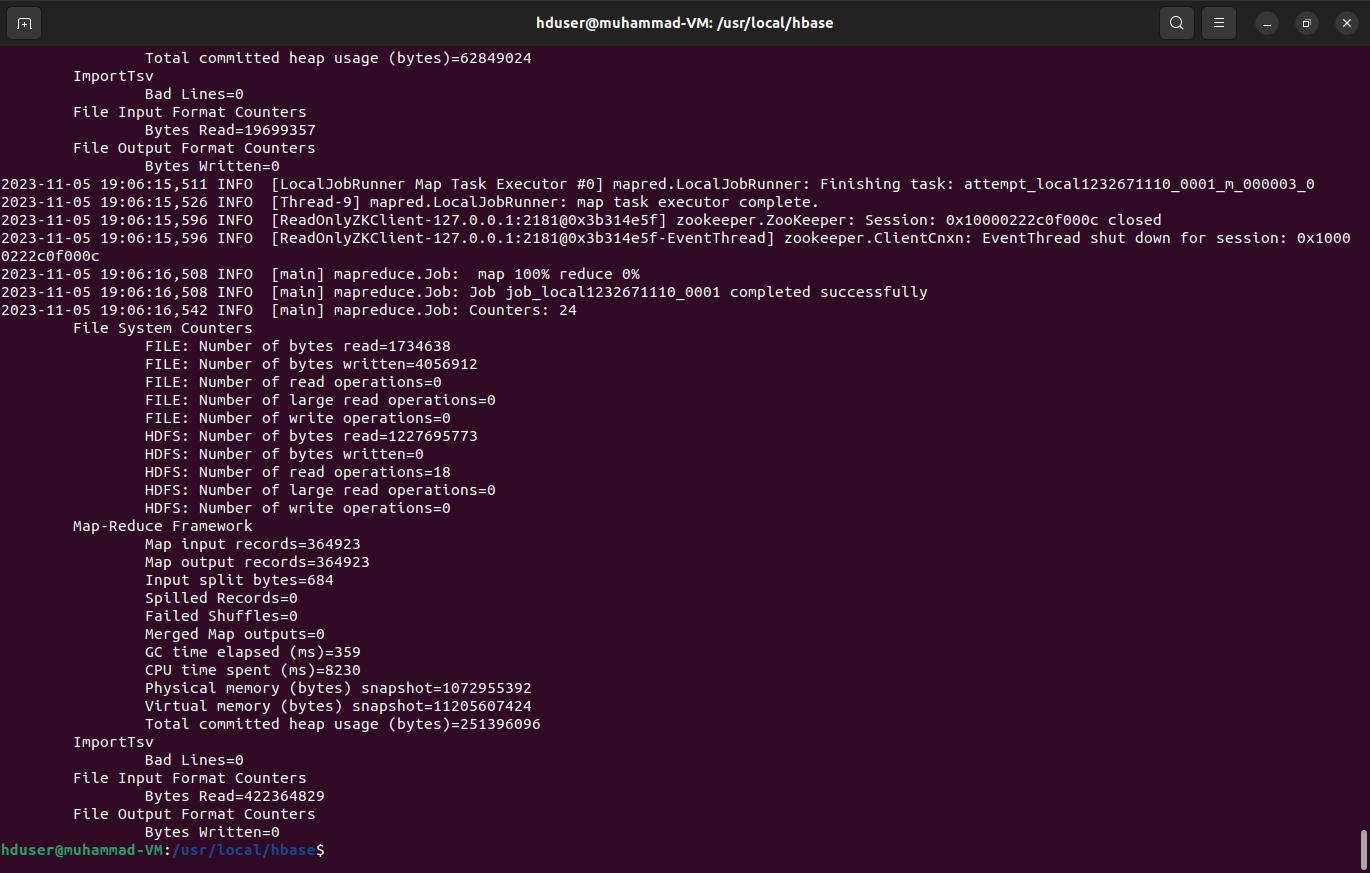 hduser@muhammad-VM: /usr/local/hbase
Total committed heap usage (bytes)=62849024
ImportTsv
Bad Lines=0
File Input Format Counters
Bytes Read=19699357
File Output Format Counters
Bytes Written=0
2023-11-05 19:06:15,511 INFO  [LocalJobRunner Map Task Executor #0] mapred.LocalJobRunner: Finishing task: attempt_local1232671110_0001_m_000003_0
2023-11-05 19:06:15,526 INFO  [Thread-9] mapred.LocalJobRunner: map task executor complete.
2023-11-05 19:06:15,596 INFO  [ReadOnlyZKClient-127.0.0.1:2181@0x3b314e5f] zookeeper.ZooKeeper: Session: 0x10000222c0f000c closed
2023-11-05 19:06:15,596 INFO  [ReadOnlyZKClient-127.0.0.1:2181@0x3b314e5f-EventThread] zookeeper.ClientCnxn: EventThread shut down for session: 0x1000
0222c0f000c
2023-11-05 19:06:16,508 INFO  [main] mapreduce.Job:  map 100% reduce 0%
2023-11-05 19:06:16,508 INFO  [main] mapreduce.Job: Job job_local1232671110_0001 completed successfully
2023-11-05 19:06:16,542 INFO  [main] mapreduce.Job: Counters: 24
File System Counters
FILE: Number of bytes read=1734638
FILE: Number of bytes written=4056912
FILE: Number of read operations=0
FILE: Number of large read operations=0
FILE: Number of write operations=0
HDFS: Number of bytes read=1227695773
HDFS: Number of bytes written=0
HDFS: Number of read operations=18
HDFS: Number of large read operations=0
HDFS: Number of write operations=0
Map-Reduce Framework
Map input records=364923
Map output records=364923
Input split bytes=684
Spilled Records=0
Failed Shuffles=0
Merged Map outputs=0
GC time elapsed (ms)=359
CPU time spent (ms)=8230
Physical memory (bytes) snapshot=1072955392
Virtual memory (bytes) snapshot=11205607424
Total committed heap usage (bytes)=251396096
ImportTsv
Bad Lines=0
File Input Format Counters
Bytes Read=422364829
File Output Format Counters
Bytes Written=0
hduser@muhammad-VM:/usr/local/hbase$